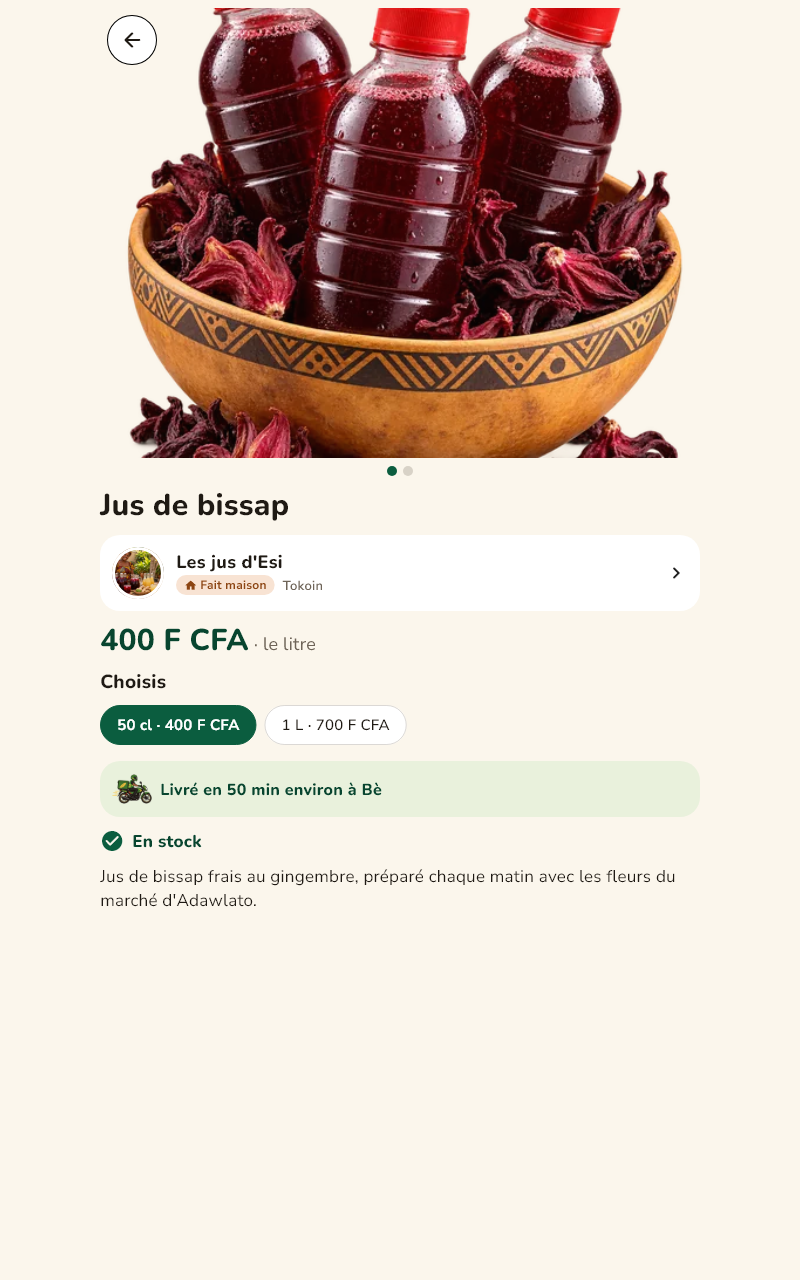 Jus de bissap
Les jus d'Esi
Fait maison Tokoin
400 F CFA · le litre
Choisis
50 cl · 400 F CFA 1 L · 700 F CFA
Livré en 50 min environ à Bè
En stock
Jus de bissap frais au gingembre, préparé chaque matin avec les fleurs du
marché d'Adawlato.